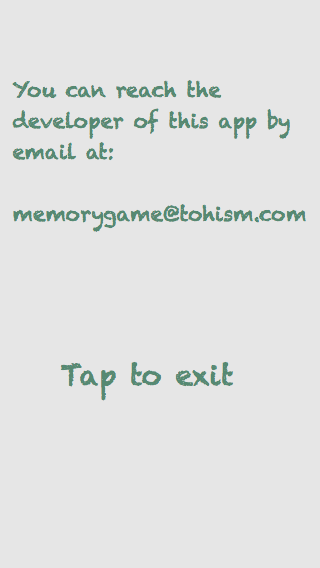 You can reach the
developer of this app by
email at:
memorygame@tohism.com
Tap to exit